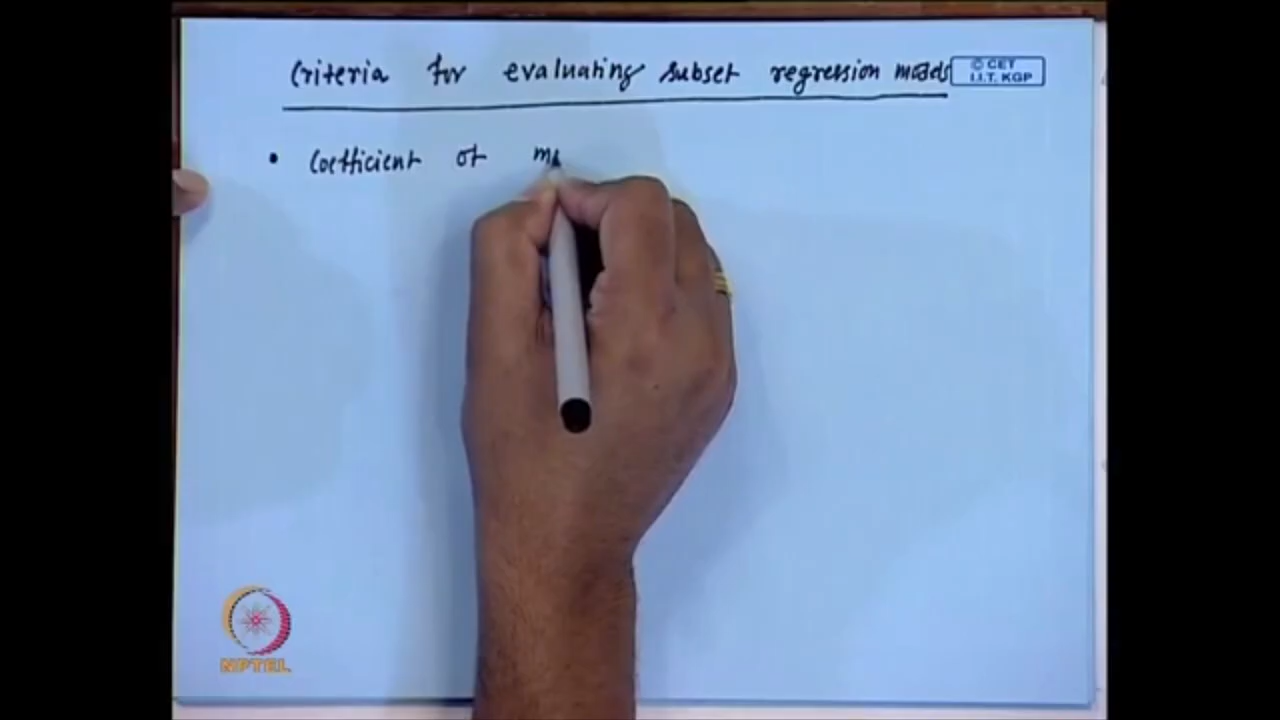 Criteria for evaluating subset regression models
© CET
I.I.T. KGP
• Coefficient of
NPTEL